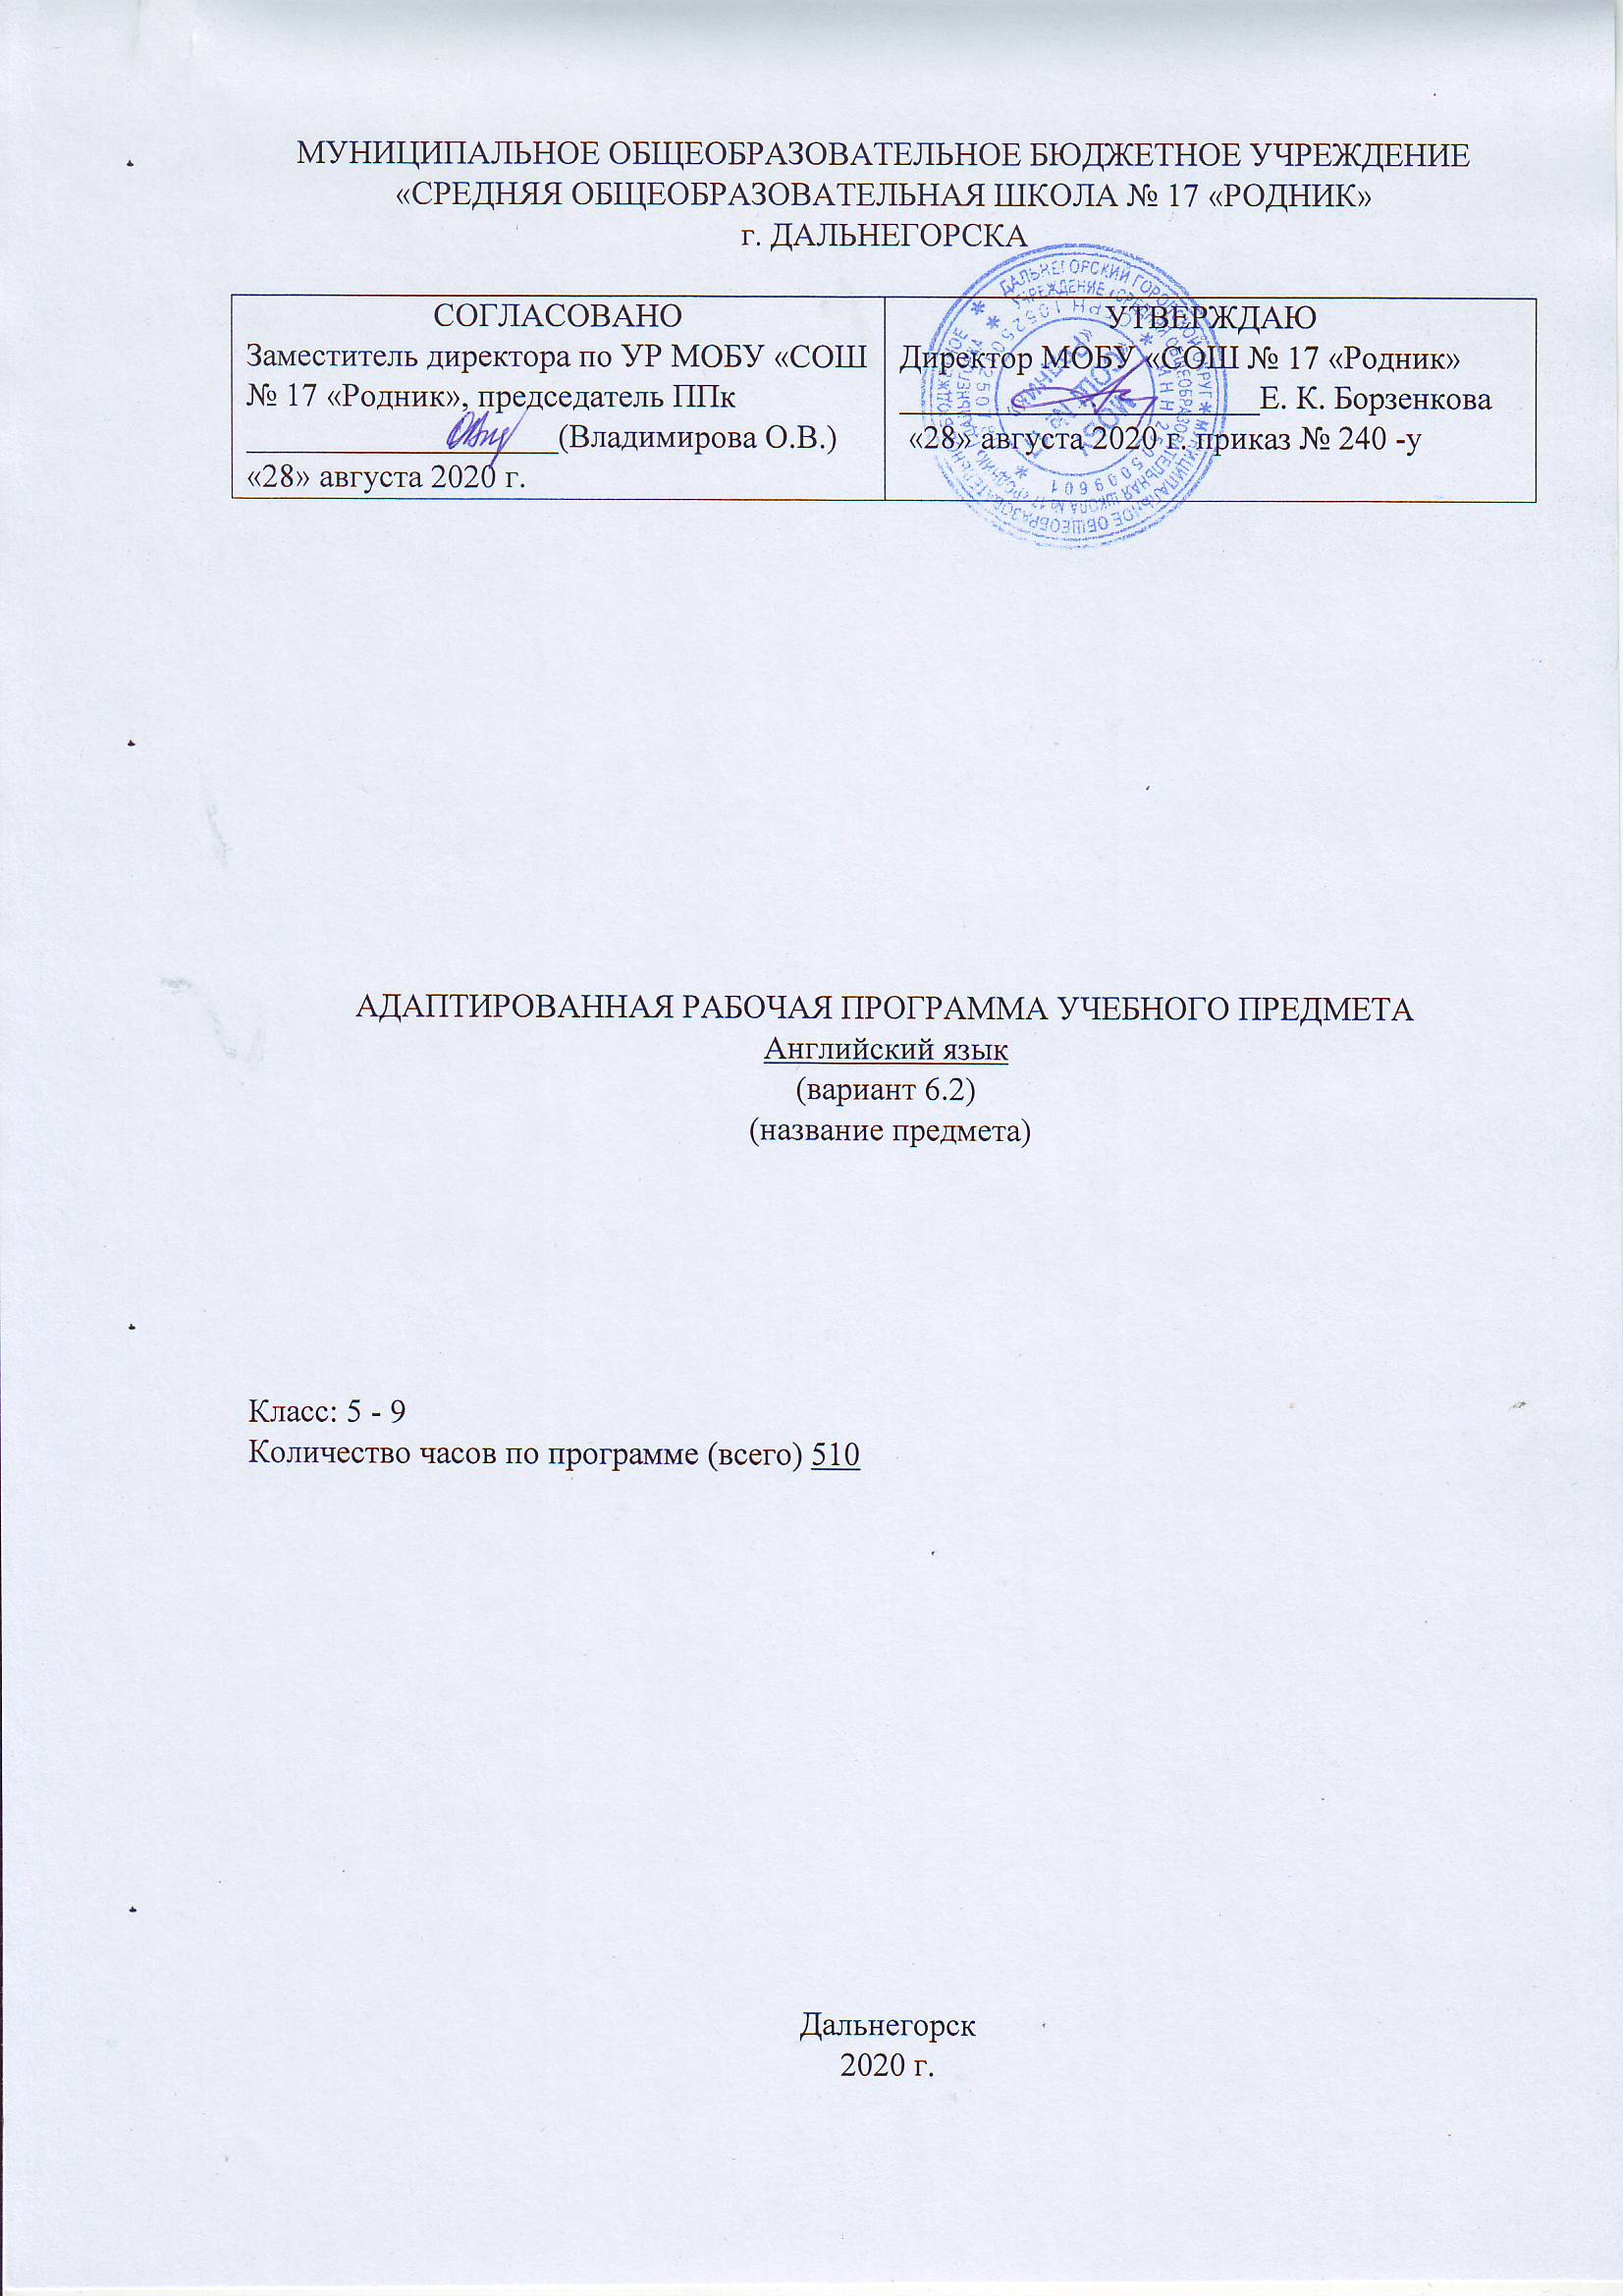 МУНИЦИПАЛЬНОЕ ОБЩЕОБРАЗОВАТЕЛЬНОЕ БЮДЖЕТНОЕ УЧРЕЖДЕНИЕ
«СРЕДНЯЯ ОБЩЕОБРАЗОВАТЕЛЬНАЯ ШКОЛА № 17 «РОДНИК»
г. ДАЛЬНЕГОРСКА
СОГЛАСОВАНО
Заместитель директора по УР МОБУ «СОШ
№ 17 «Родник», председатель ППк
(Владимирова О.В.)
«28» августа 2020 г.
УТВЕРЖДАЮ
Директор МОБУ «СОШ № 17 «Родник»
Е. К. Борзенкова
«28» августа 2020 г. приказ № 240 -у
АДАПТИРОВАННАЯ РАБОЧАЯ ПРОГРАММА УЧЕБНОГО ПРЕДМЕТА
Английский язык
(вариант 6.2)
(название предмета)
Класс: 5 - 9
Количество часов по программе (всего) 510
Дальнегорск
2020 г.